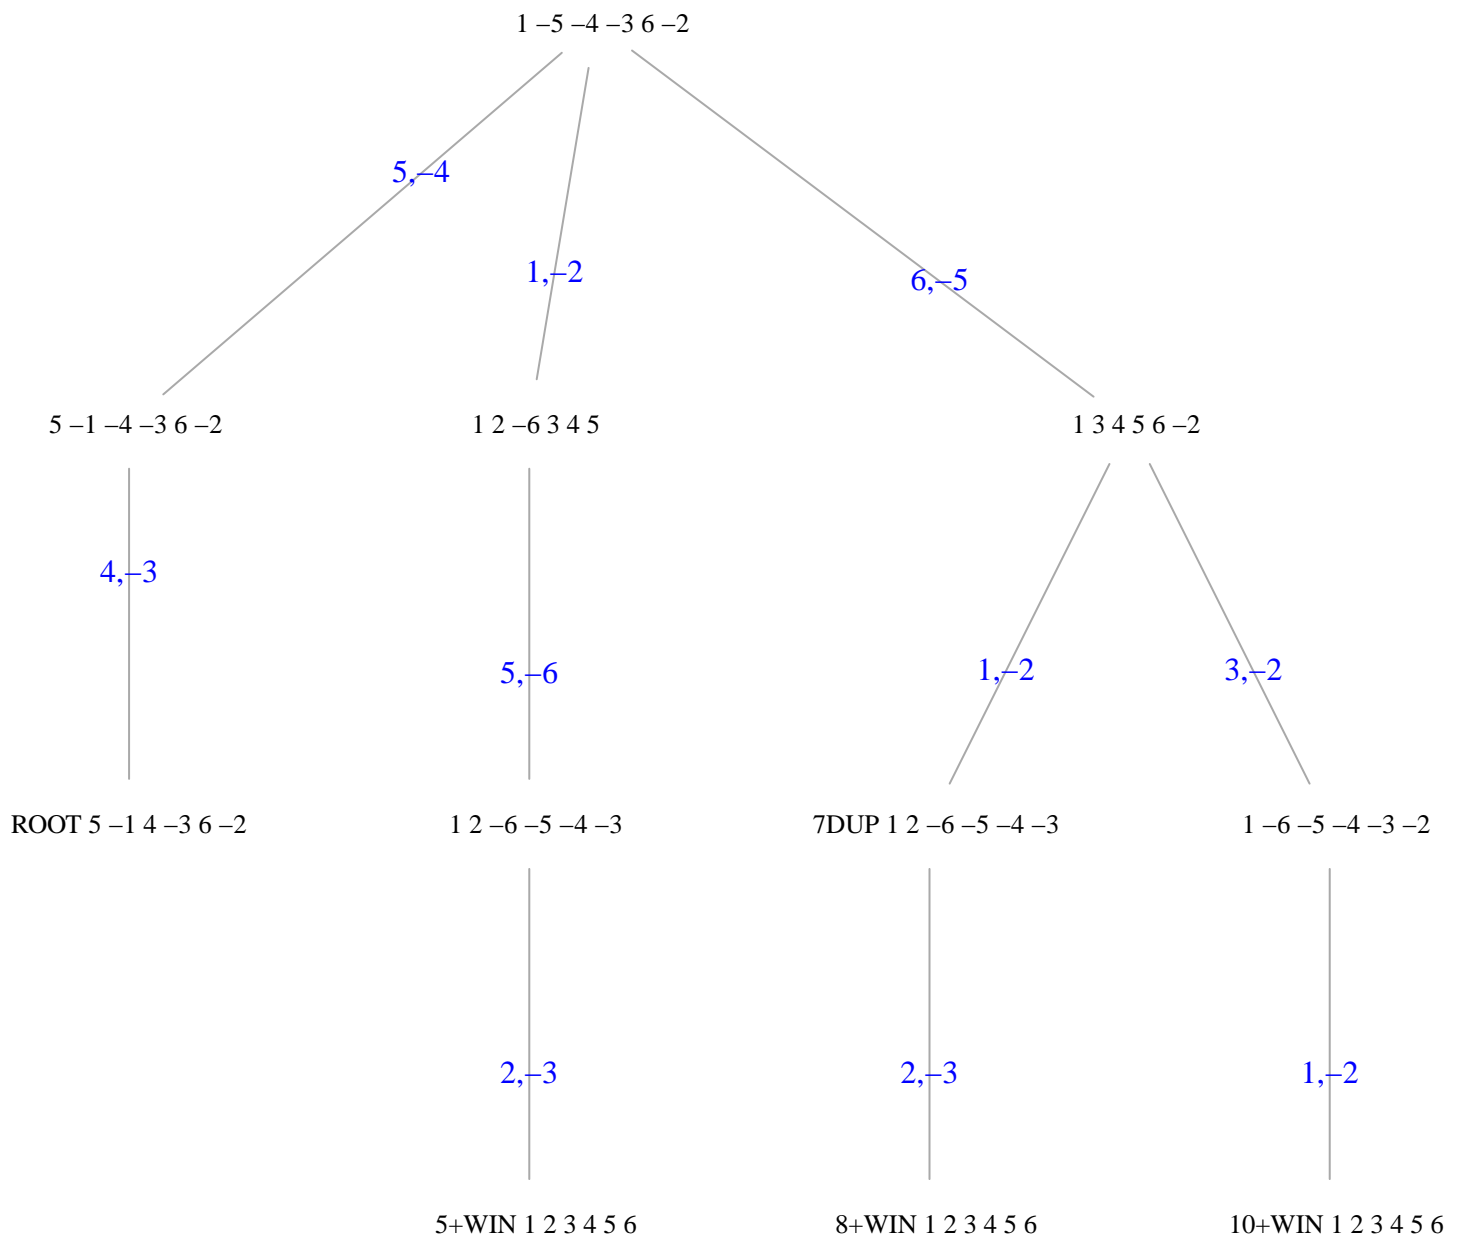 1 –5 –4 –3 6 –2
5,–4
1,–2
6,–5
5 –1 –4 –3 6 –2
1 2 –6 3 4 5
1 3 4 5 6 –2
4,–3
5,–6
1,–2
3,–2
ROOT 5 –1 4 –3 6 –2
1 2 –6 –5 –4 –3
7DUP 1 2 –6 –5 –4 –3
1 –6 –5 –4 –3 –2
2,–3
2,–3
1,–2
5+WIN 1 2 3 4 5 6
8+WIN 1 2 3 4 5 6
10+WIN 1 2 3 4 5 6